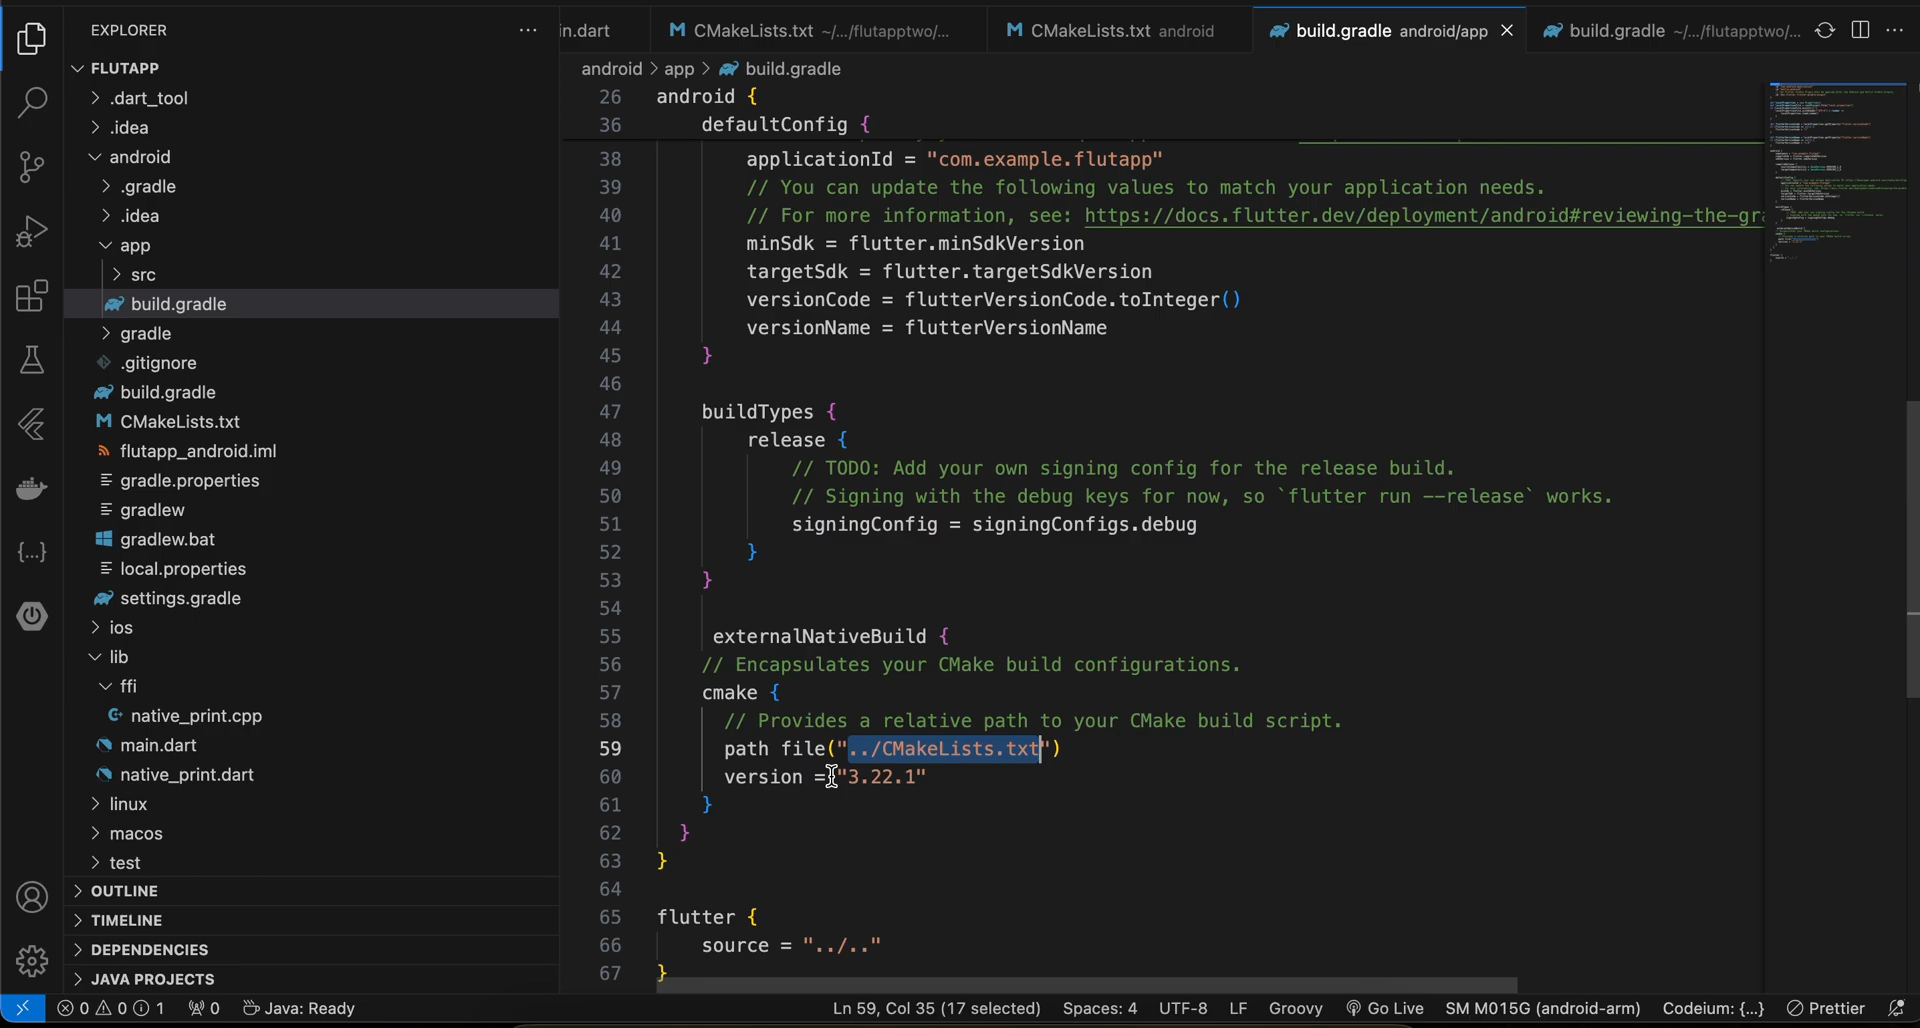 EXPLORER
FLUTAPP
.dart_tool
.idea
android
.gradle
.idea
app
src
build.gradle
gradle
.gitignore
build.gradle
CMakeLists.txt
flutapp_android.iml
gradle.properties
gradlew
gradlew.bat
local.properties
settings.gradle
ios
lib
ffi
native_print.cpp
main.dart
native_print.dart
linux
macos
test
OUTLINE
TIMELINE
DEPENDENCIES
JAVA PROJECTS
in.dart
CMakeLists.txt ~/.../flutapptwo/...
CMakeLists.txt android
build.gradle android/app
build.gradle ~/.../flutapptwo/...
android > app > build.gradle
26 android {
36 defaultConfig {
38 applicationId = "com.example.flutapp"
39 // You can update the following values to match your application needs.
40 // For more information, see: https://docs.flutter.dev/deployment/android#reviewing-the-gra
41 minSdk = flutter.minSdkVersion
42 targetSdk = flutter.targetSdkVersion
43 versionCode = flutterVersionCode.toInteger()
44 versionName = flutterVersionName
45 }
46
47 buildTypes {
48 release {
49 // TODO: Add your own signing config for the release build.
50 // Signing with the debug keys for now, so `flutter run --release` works.
51 signingConfig = signingConfigs.debug
52 }
53 }
54
55 externalNativeBuild {
56 // Encapsulates your CMake build configurations.
57 cmake {
58 // Provides a relative path to your CMake build script.
59 path file("../CMakeLists.txt")
60 version = "3.22.1"
61 }
62 }
63 }
64
65 flutter {
66 source = "../.."
67 }
0 0 1 0 Java: Ready Ln 59, Col 35 (17 selected) Spaces: 4 UTF-8 LF Groovy Go Live SM M015G (android-arm) Codeium: {...} Prettier